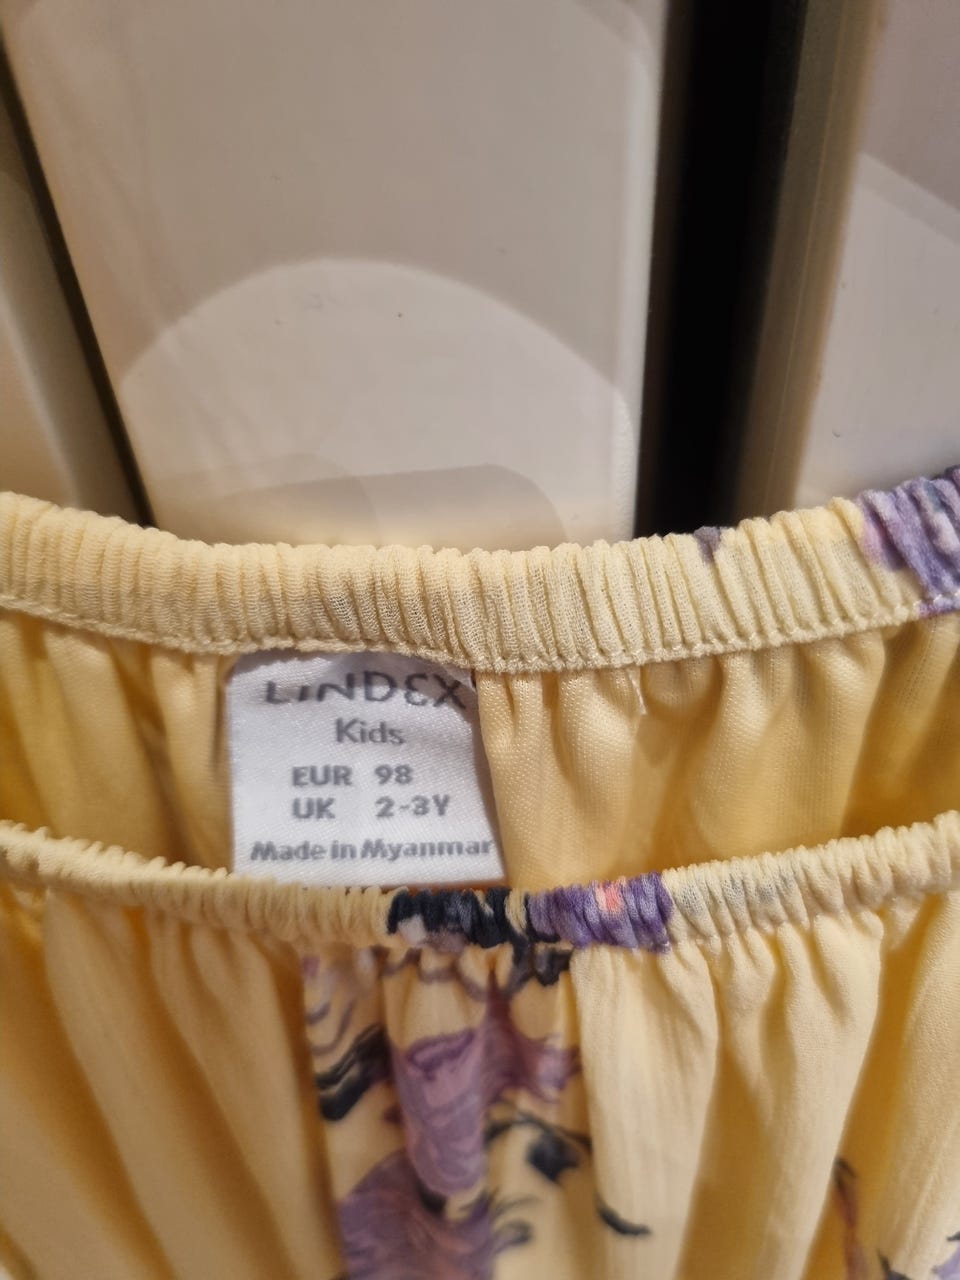 LINDEX
Kids
EUR 98
UK 2-3Y
Made in Myanmar